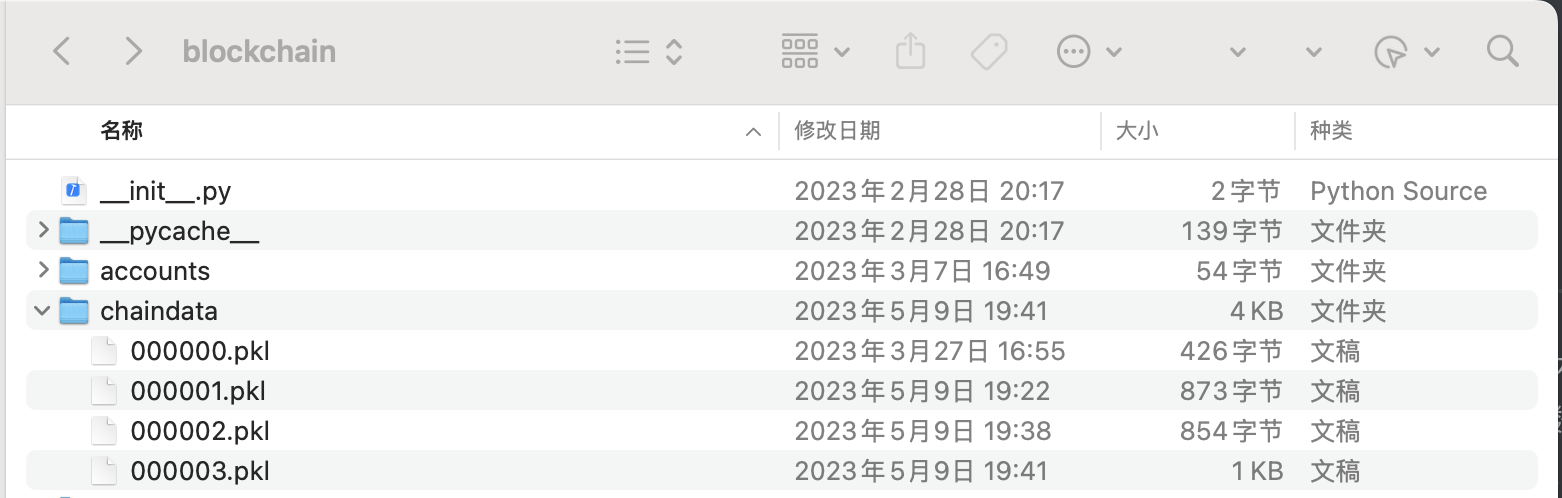 blockchain
名称 修改日期 大小 种类
__init__.py 2023年2月28日 20:17 2字节 Python Source
__pycache__ 2023年2月28日 20:17 139字节 文件夹
accounts 2023年3月7日 16:49 54字节 文件夹
chaindata 2023年5月9日 19:41 4 KB 文件夹
000000.pkl 2023年3月27日 16:55 426字节 文稿
000001.pkl 2023年5月9日 19:22 873字节 文稿
000002.pkl 2023年5月9日 19:38 854字节 文稿
000003.pkl 2023年5月9日 19:41 1 KB 文稿